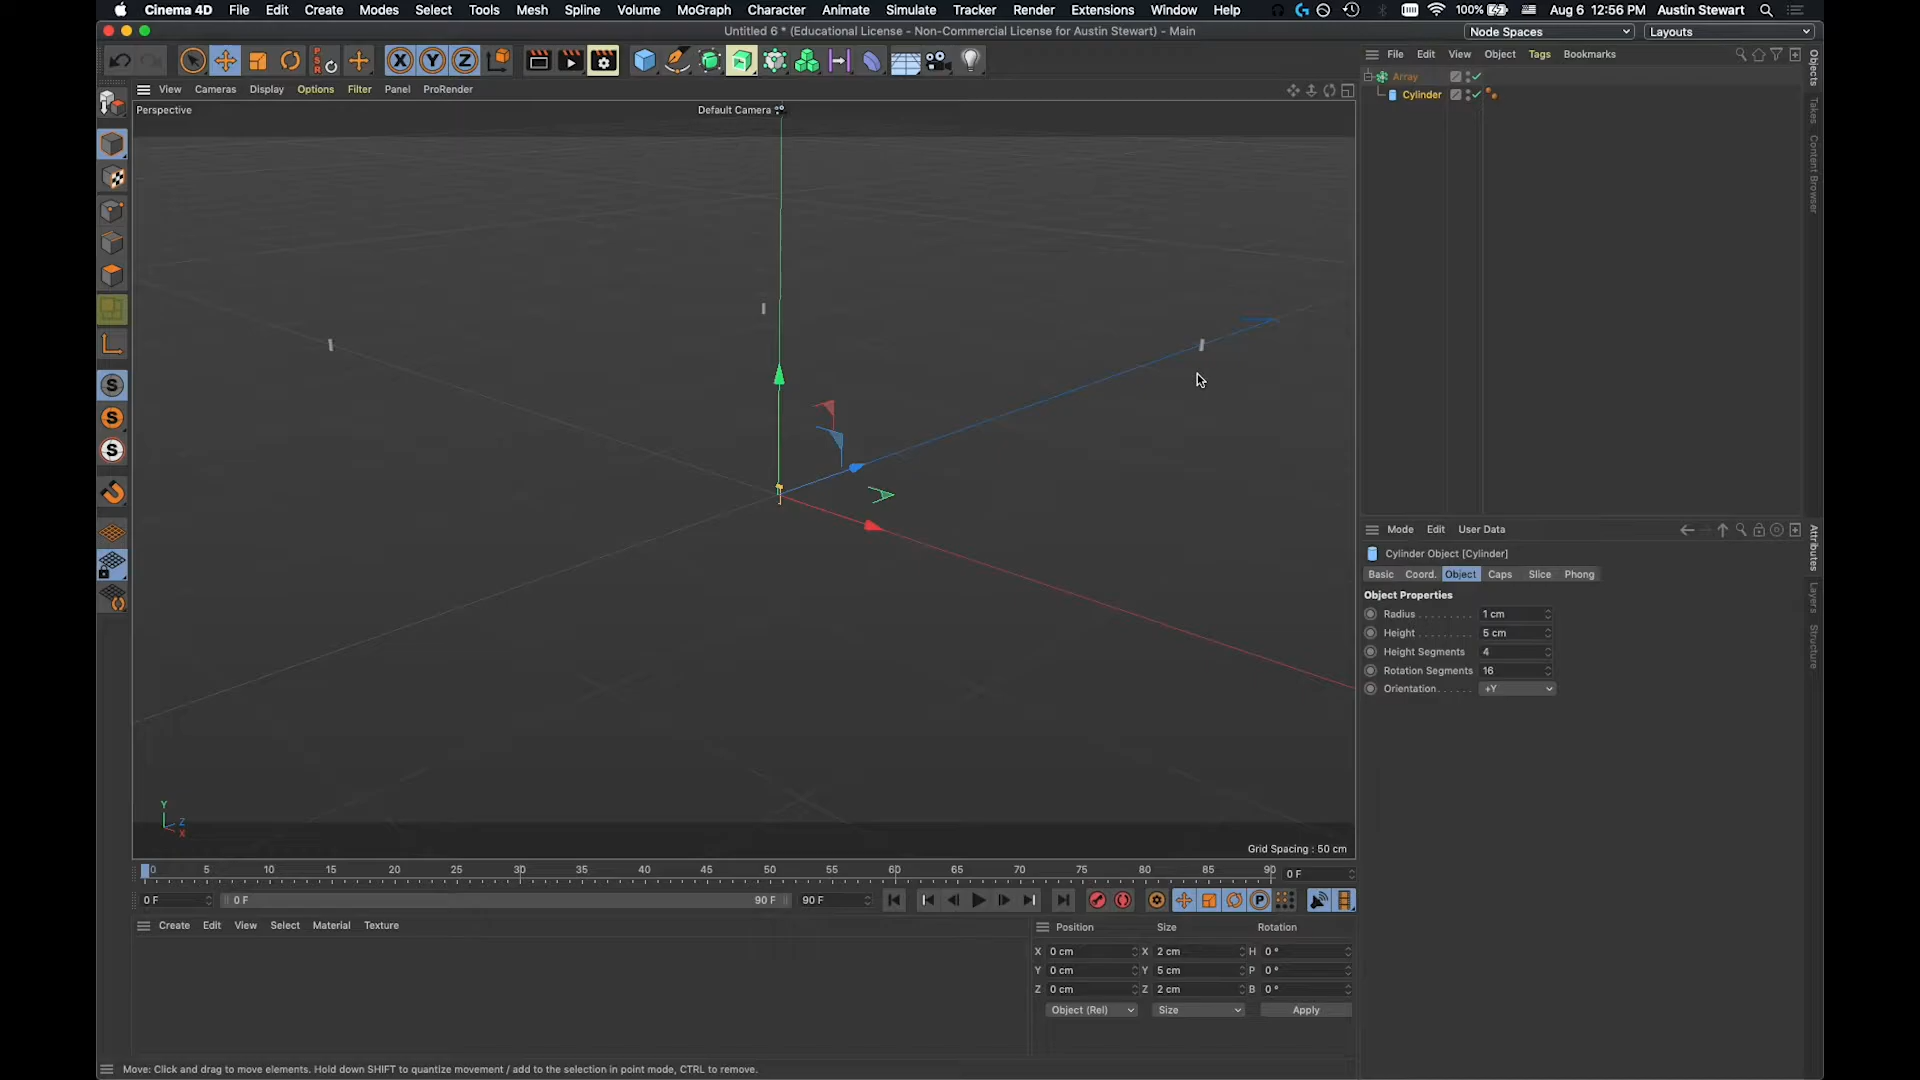 Cinema 4D File Edit Create Modes Select Tools Mesh Spline Volume MoGraph Character Animate Simulate Tracker Render Extensions Window Help 100% Aug 6 12:56 PM Austin Stewart
Untitled 6 * (Educational License - Non-Commercial License for Austin Stewart) - Main
Node Spaces Layouts
PSR X Y Z
File Edit View Object Tags Bookmarks
View Cameras Display Options Filter Panel ProRender
Perspective
Default Camera
Array
Cylinder
Objects
Takes
Content Browser
S
S
S
Mode Edit User Data
Cylinder Object [Cylinder]
Basic Coord. Object Caps Slice Phong
Object Properties
Radius 1 cm
Height 5 cm
Height Segments 4
Rotation Segments 16
Orientation +Y
Attributes
Layers
Structure
Y
Z
X
Grid Spacing : 50 cm
0 5 10 15 20 25 30 35 40 45 50 55 60 65 70 75 80 85 90 0 F
0 F 0 F 90 F 90 F P
Create Edit View Select Material Texture
Position Size Rotation
X 0 cm X 2 cm H 0 °
Y 0 cm Y 5 cm P 0 °
Z 0 cm Z 2 cm B 0 °
Object (Rel) Size Apply
Move: Click and drag to move elements. Hold down SHIFT to quantize movement / add to the selection in point mode, CTRL to remove.